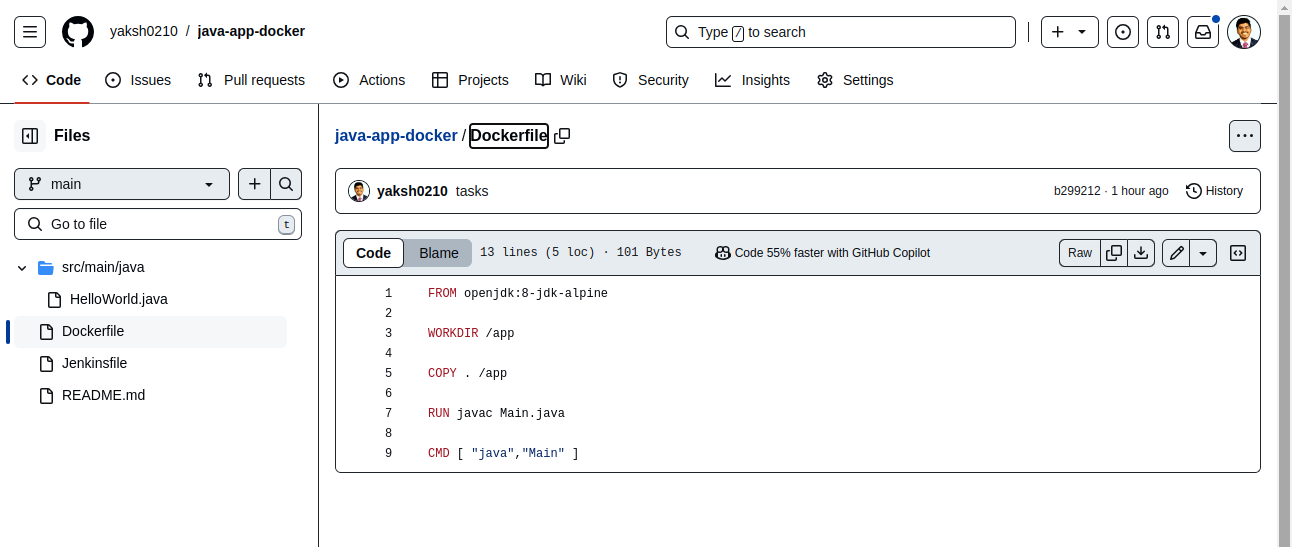 yaksh0210 / java-app-docker
Type / to search
Code Issues Pull requests Actions Projects Wiki Security Insights Settings
Files
main
Go to file t
src/main/java
HelloWorld.java
Dockerfile
Jenkinsfile
README.md
java-app-docker / Dockerfile
yaksh0210 tasks b299212 · 1 hour ago History
Code Blame 13 lines (5 loc) · 101 Bytes Code 55% faster with GitHub Copilot Raw
1 FROM openjdk:8-jdk-alpine
2
3 WORKDIR /app
4
5 COPY . /app
6
7 RUN javac Main.java
8
9 CMD [ "java","Main" ]